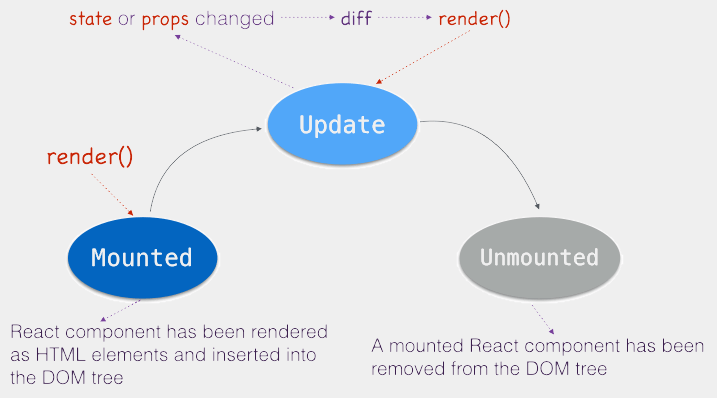 state or props changed diff render()
Update
render()
Mounted
Unmounted
React component has been rendered
as HTML elements and inserted into
the DOM tree
A mounted React component has been
removed from the DOM tree